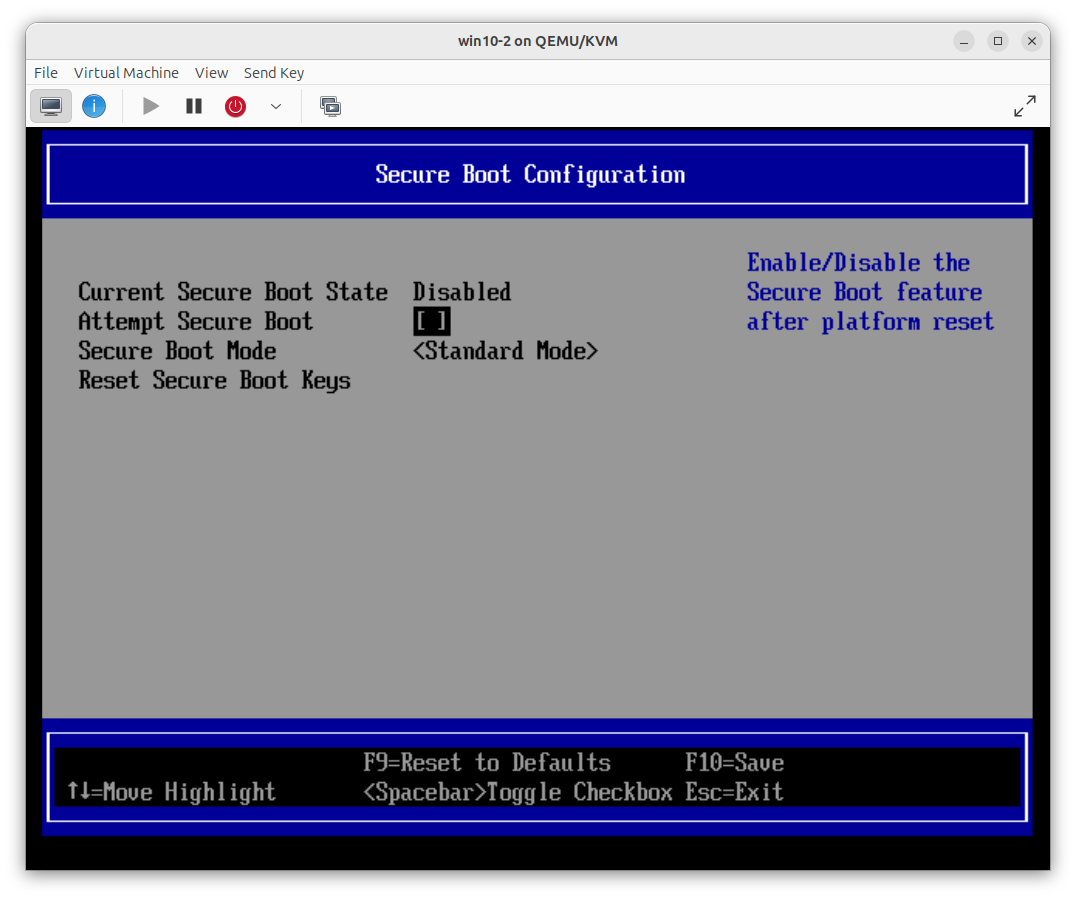 win10-2 on QEMU/KVM
File Virtual Machine View Send Key
Secure Boot Configuration
Current Secure Boot State Disabled
Attempt Secure Boot [ ]
Secure Boot Mode <Standard Mode>
Reset Secure Boot Keys
Enable/Disable the
Secure Boot feature
after platform reset
F9=Reset to Defaults F10=Save
↑↓=Move Highlight <Spacebar>Toggle Checkbox Esc=Exit